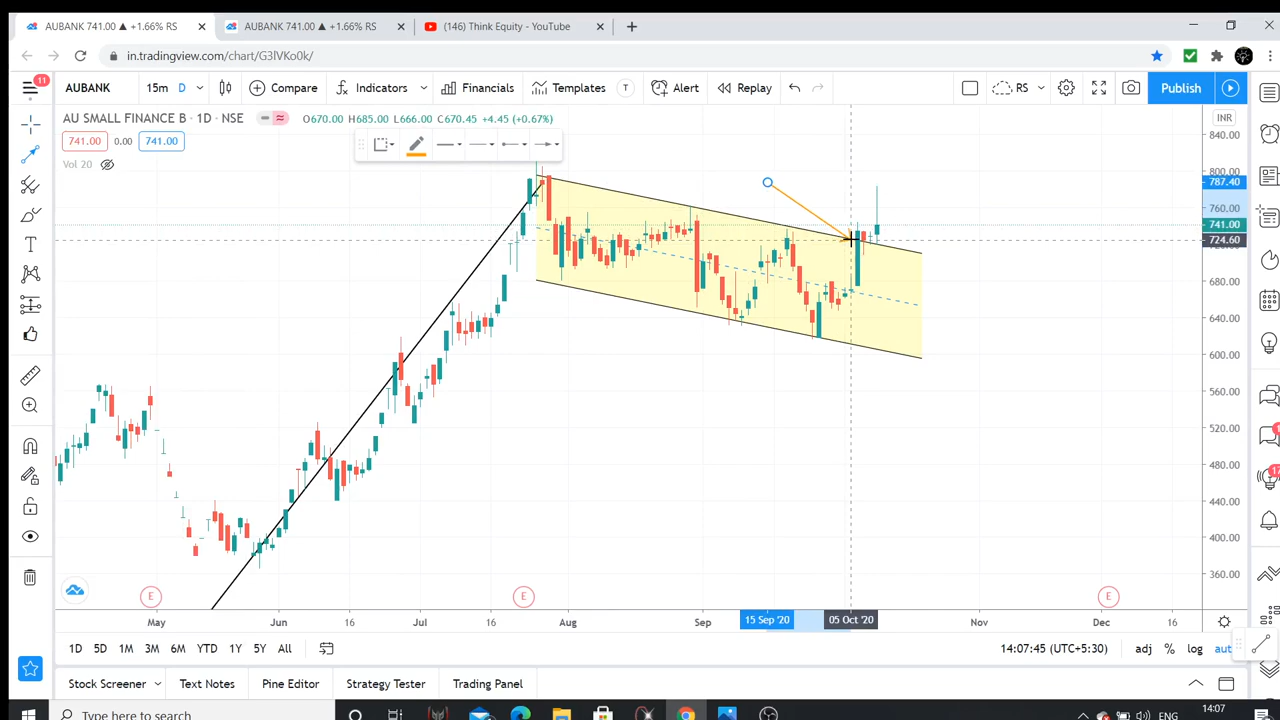 AUBANK 741.00 ▲ +1.66% RS
AUBANK 741.00 ▲ +1.66% RS
(146) Think Equity - YouTube
in.tradingview.com/chart/G3lVKo0k/
11
AUBANK
15m
D
Compare
Indicators
Financials
Templates
T
Alert
Replay
RS
Publish
AU SMALL FINANCE B · 1D · NSE
O670.00 H685.00 L666.00 C670.45 +4.45 (+0.67%)
741.00
0.00
741.00
Vol 20
INR
840.00
800.00
787.40
760.00
741.00
724.60
680.00
640.00
600.00
560.00
520.00
480.00
440.00
400.00
360.00
E
E
E
May
Jun
16
Jul
Aug
Sep
15 Sep '20
05 Oct '20
Nov
Dec
16
1D
5D
1M
3M
6M
YTD
1Y
5Y
All
14:07:45 (UTC+5:30)
adj
%
log
Stock Screener
Text Notes
Pine Editor
Strategy Tester
Trading Panel
Type here to search
ENG
14:07